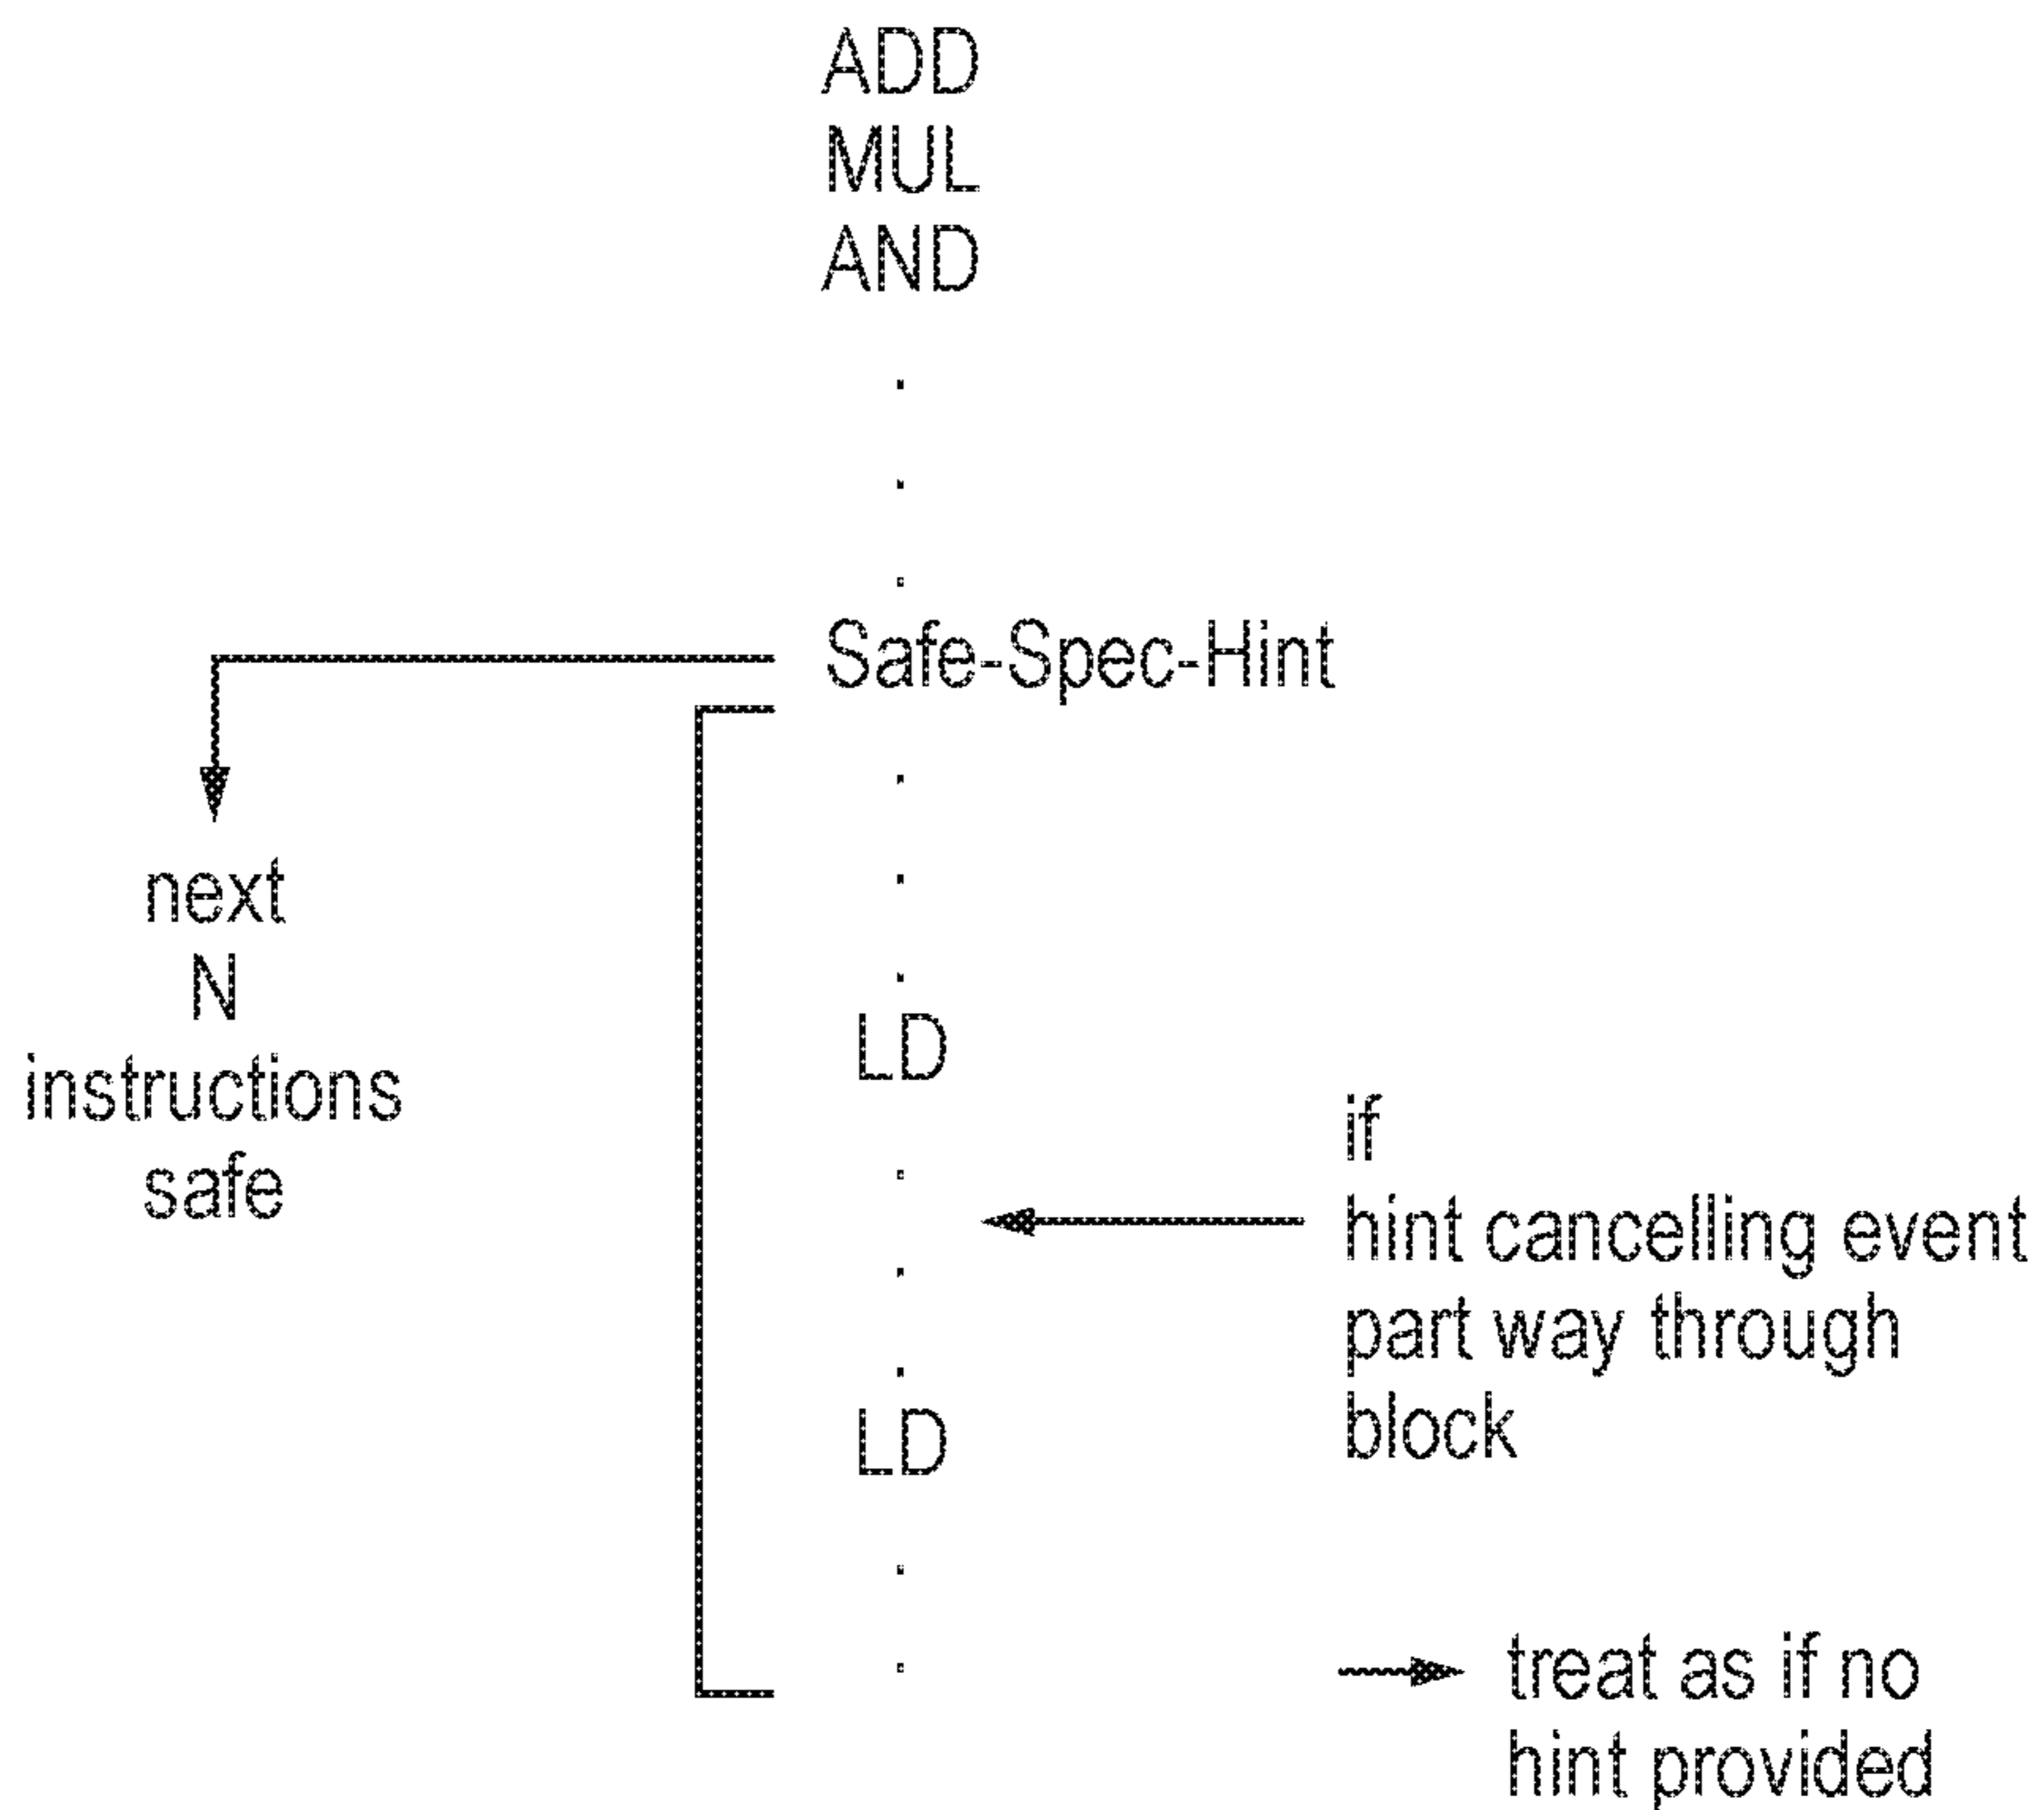 ADD
MUL
AND
.
.
.
Safe-Spec-Hint
next
N
instructions
safe
.
.
.
LD
.
.
.
LD
.
.
if
hint cancelling event
part way through
block
treat as if no
hint provided